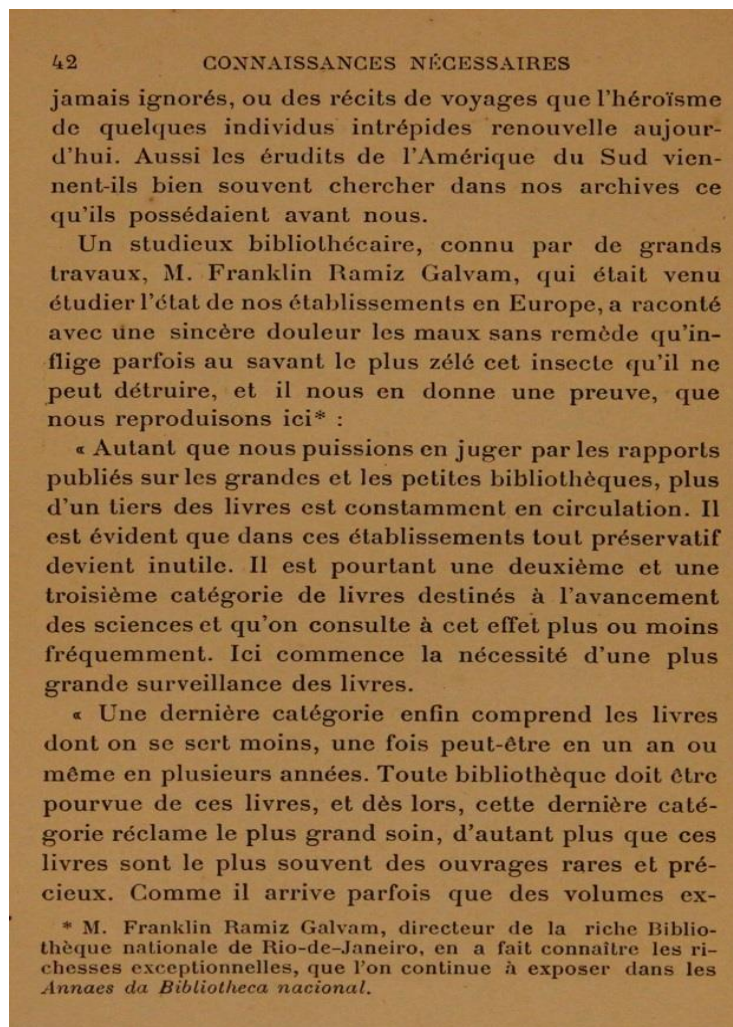 42 CONNAISSANCES NÉCESSAIRES
jamais ignorés, ou des récits de voyages que l'héroïsme
de quelques individus intrépides renouvelle aujour-
d'hui. Aussi les érudits de l'Amérique du Sud vien-
nent-ils bien souvent chercher dans nos archives ce
qu'ils possédaient avant nous.
Un studieux bibliothécaire, connu par de grands
travaux, M. Franklin Ramiz Galvam, qui était venu
étudier l'état de nos établissements en Europe, a raconté
avec une sincère douleur les maux sans remède qu'in-
flige parfois au savant le plus zélé cet insecte qu'il ne
peut détruire, et il nous en donne une preuve, que
nous reproduisons ici* :
« Autant que nous puissions en juger par les rapports
publiés sur les grandes et les petites bibliothèques, plus
d'un tiers des livres est constamment en circulation. Il
est évident que dans ces établissements tout préservatif
devient inutile. Il est pourtant une deuxième et une
troisième catégorie de livres destinés à l'avancement
des sciences et qu'on consulte à cet effet plus ou moins
fréquemment. Ici commence la nécessité d'une plus
grande surveillance des livres.
« Une dernière catégorie enfin comprend les livres
dont on se sert moins, une fois peut-être en un an ou
même en plusieurs années. Toute bibliothèque doit être
pourvue de ces livres, et dès lors, cette dernière caté-
gorie réclame le plus grand soin, d'autant plus que ces
livres sont le plus souvent des ouvrages rares et pré-
cieux. Comme il arrive parfois que des volumes ex-
* M. Franklin Ramiz Galvam, directeur de la riche Biblio-
thèque nationale de Rio-de-Janeiro, en a fait connaître les ri-
chesses exceptionnelles, que l'on continue à exposer dans les
Annaes da Bibliotheca nacional.